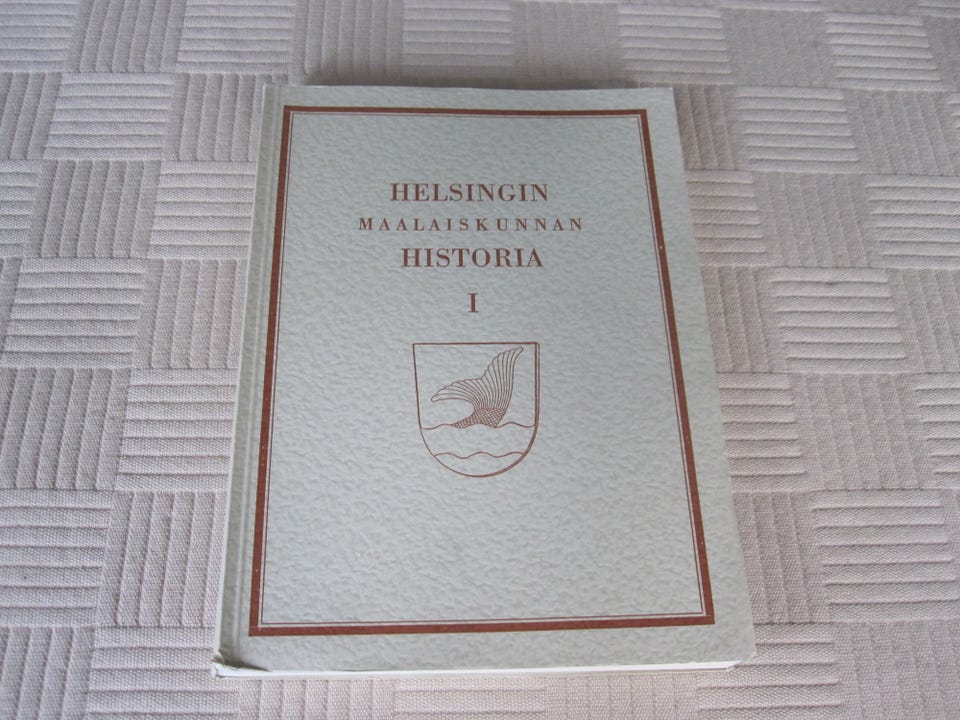 HELSINGIN
MAALAISKUNNAN
HISTORIA
I